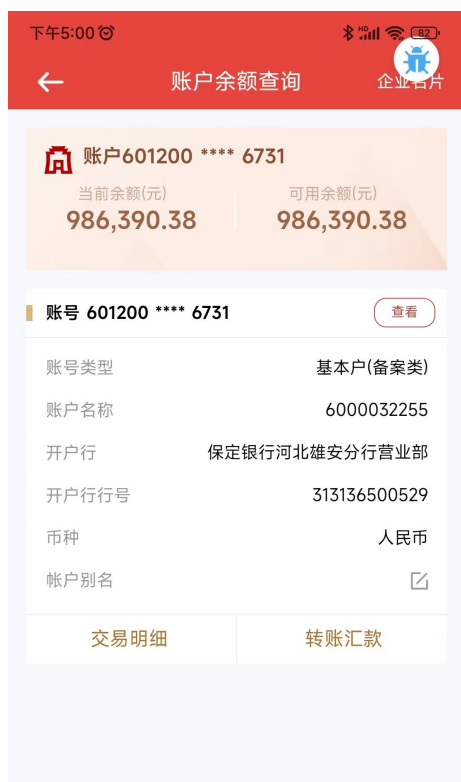 下午5:00
HD
82
账户余额查询
企业名片
账户601200 **** 6731
当前余额(元) 可用余额(元)
986,390.38 986,390.38
账号 601200 **** 6731 查看
账号类型 基本户(备案类)
账户名称 6000032255
开户行 保定银行河北雄安分行营业部
开户行行号 313136500529
币种 人民币
帐户别名
交易明细 转账汇款